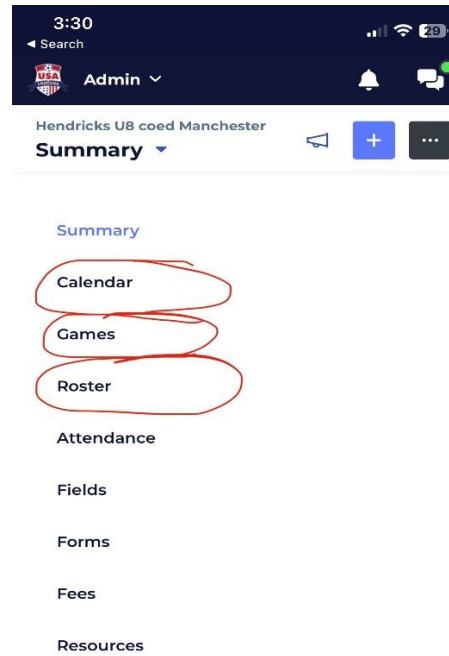 3:30
29
◄ Search
USA
Admin
Hendricks U8 coed Manchester
Summary
Summary
Calendar
Games
Roster
Attendance
Fields
Forms
Fees
Resources